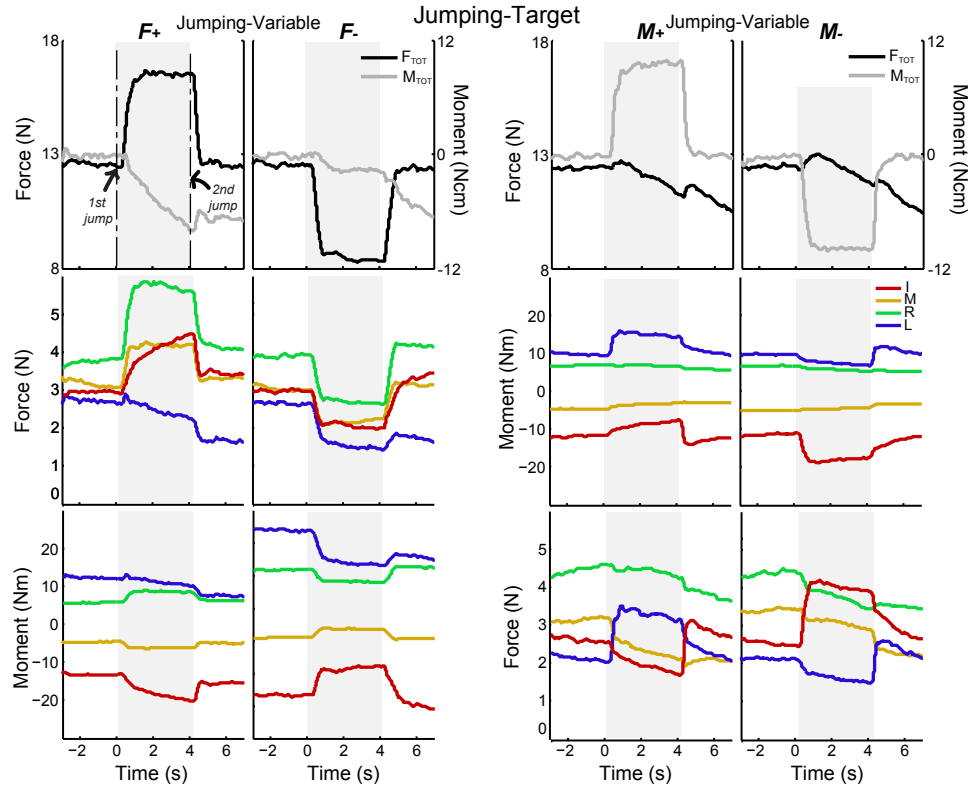 Jumping-Target
Jumping-Variable
Jumping-Variable
F+
F-
M+
M-
18
13
8
Force (N)
1st
jump
2nd
jump
F_TOT
M_TOT
12
0
-12
Moment (Ncm)
18
13
8
Force (N)
F_TOT
M_TOT
12
0
-12
Moment (Ncm)
5
4
3
2
1
0
Force (N)
20
10
0
−10
−20
Moment (Nm)
I
M
R
L
20
10
0
−10
−20
Moment (Nm)
5
4
3
2
1
0
Force (N)
−2 0 2 4 6
−2 0 2 4 6
−2 0 2 4 6
−2 0 2 4 6
Time (s)
Time (s)
Time (s)
Time (s)